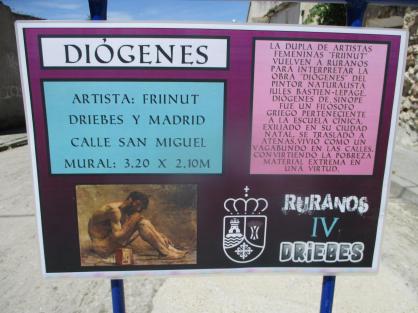 DIÓGENES
ARTISTA: FRIINUT
DRIEBES Y MADRID
CALLE SAN MIGUEL
MURAL: 3,20 X 2,10M
LA DUPLA DE ARTISTAS
FEMENINAS "FRIINUT"
VUELVEN A RURANOS
PARA INTERPRETAR LA
OBRA "DIÓGENES" DEL
PINTOR NATURALISTA
JULES BASTIEN-LEPAGE.
DIÓGENES DE SINOPE
FUE UN FILÓSOFO
GRIEGO PERTENECIENTE
A LA ESCUELA CÍNICA.
EXILIADO EN SU CIUDAD
NATAL, SE TRASLADÓ A
ATENAS,VIVIÓ COMO UN
VAGABUNDO EN LAS CALLES,
CONVIRTIENDO LA POBREZA
MATERIAL EXTREMA EN
UNA VIRTUD.
RURANOS
IV
DRIEBES